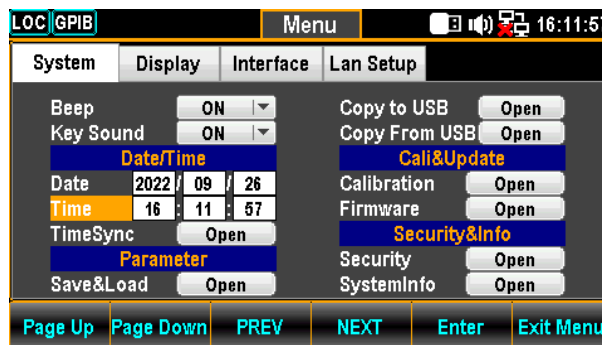 LOC GPIB Menu 16:11:57
System Display Interface Lan Setup
Beep ON Copy to USB Open
Key Sound ON Copy From USB Open
Date/Time Cali&Update
Date 2022 / 09 / 26 Calibration Open
Time 16 : 11 : 57 Firmware Open
TimeSync Open Security&Info
Parameter Security Open
Save&Load Open SystemInfo Open
Page Up Page Down PREV NEXT Enter Exit Menu